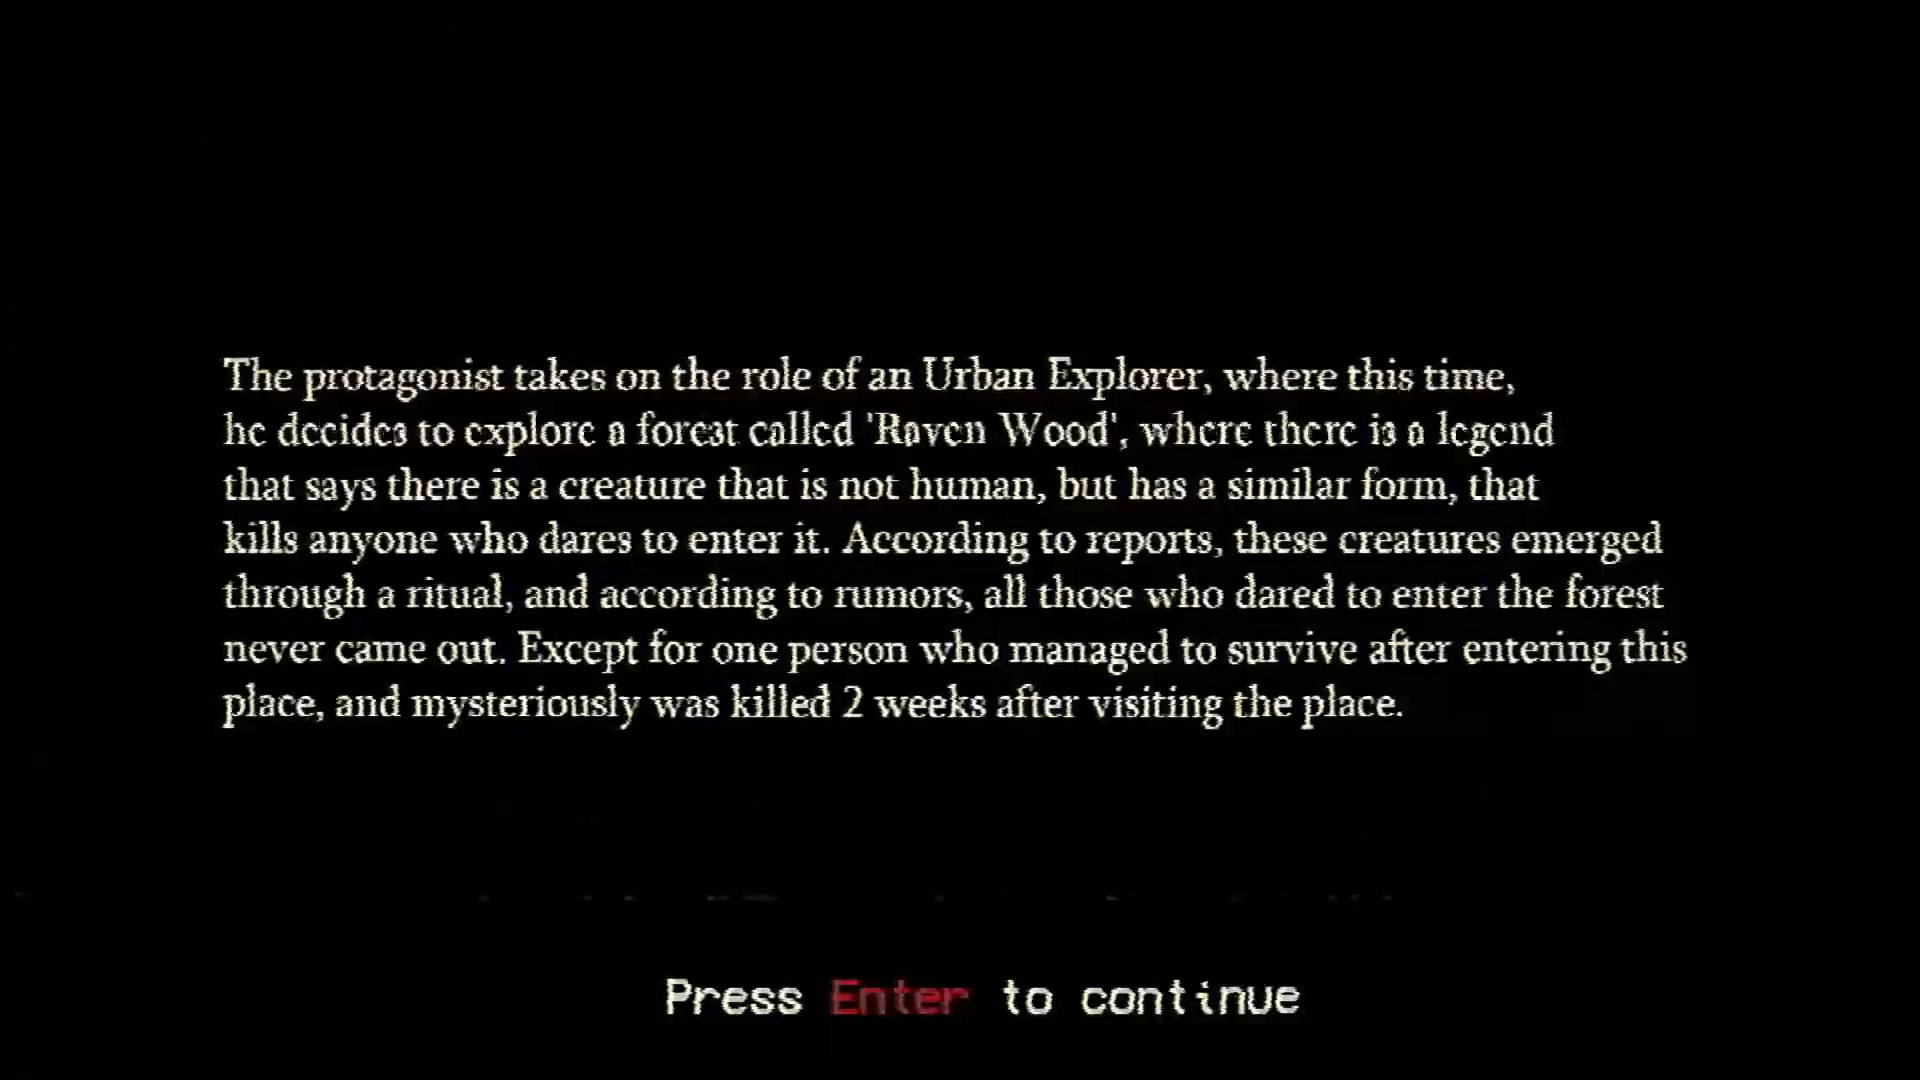 The protagonist takes on the role of an Urban Explorer, where this time,
he decides to explore a forest called 'Raven Wood', where there is a legend
that says there is a creature that is not human, but has a similar form, that
kills anyone who dares to enter it. According to reports, these creatures emerged
through a ritual, and according to rumors, all those who dared to enter the forest
never came out. Except for one person who managed to survive after entering this
place, and mysteriously was killed 2 weeks after visiting the place.
Press Enter to continue